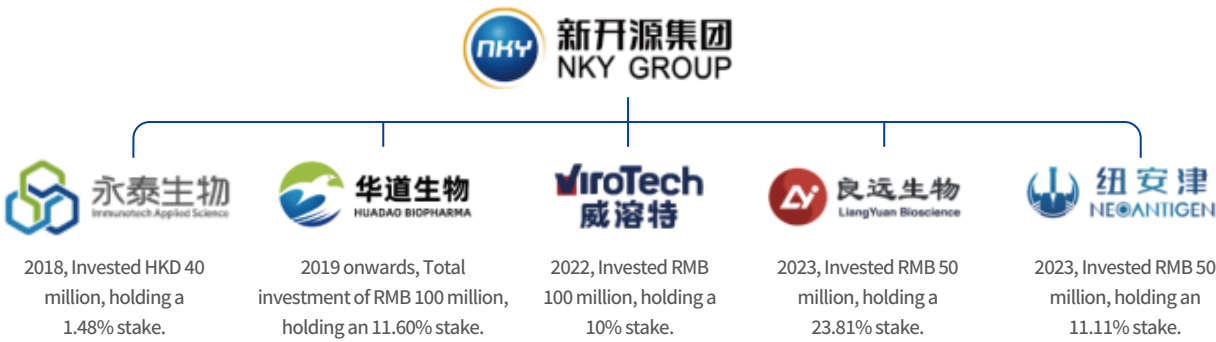 nky
新开源集团
NKY GROUP
永泰生物
Immunotech Applied Science
华道生物
HUADAO BIOPHARMA
ViroTech
威溶特
良远生物
LiangYuan Bioscience
纽安津
NEOANTIGEN
2018, Invested HKD 40
million, holding a
1.48% stake.
2019 onwards, Total
investment of RMB 100 million,
holding an 11.60% stake.
2022, Invested RMB
100 million, holding a
10% stake.
2023, Invested RMB 50
million, holding a
23.81% stake.
2023, Invested RMB 50
million, holding an
11.11% stake.